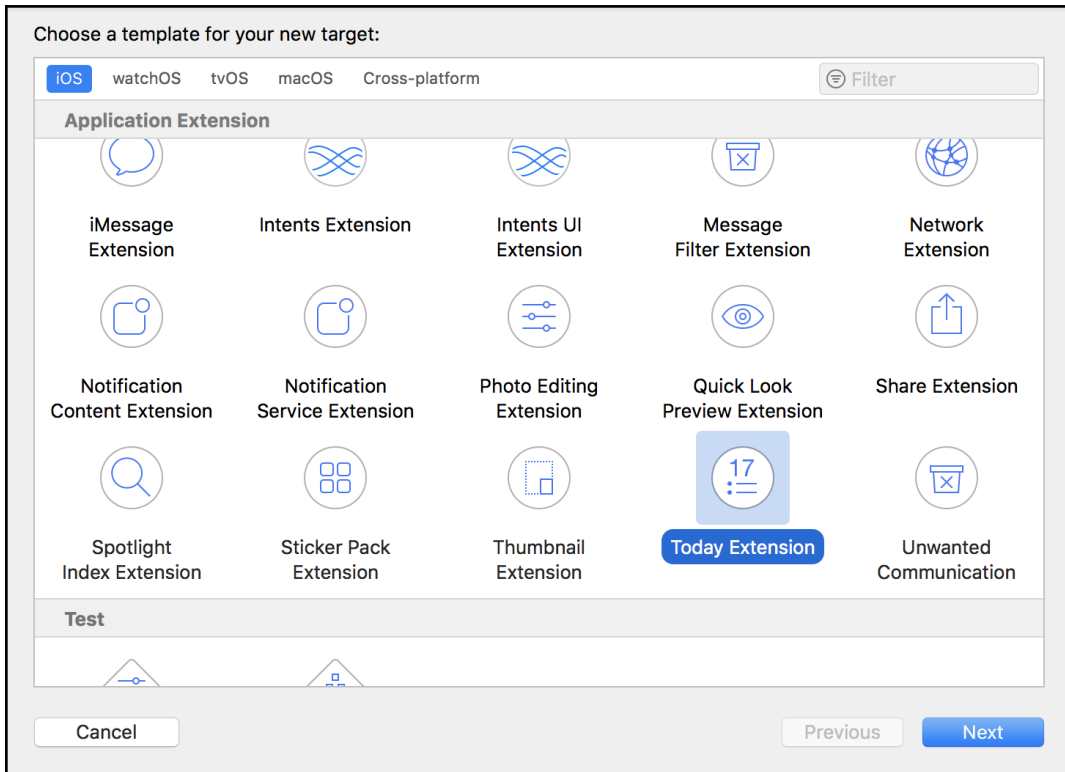 Choose a template for your new target:
iOS watchOS tvOS macOS Cross-platform Filter
Application Extension
iMessage Extension
Intents Extension
Intents UI Extension
Message Filter Extension
Network Extension
Notification Content Extension
Notification Service Extension
Photo Editing Extension
Quick Look Preview Extension
Share Extension
17
Spotlight Index Extension
Sticker Pack Extension
Thumbnail Extension
Today Extension
Unwanted Communication
Test
Cancel Previous Next